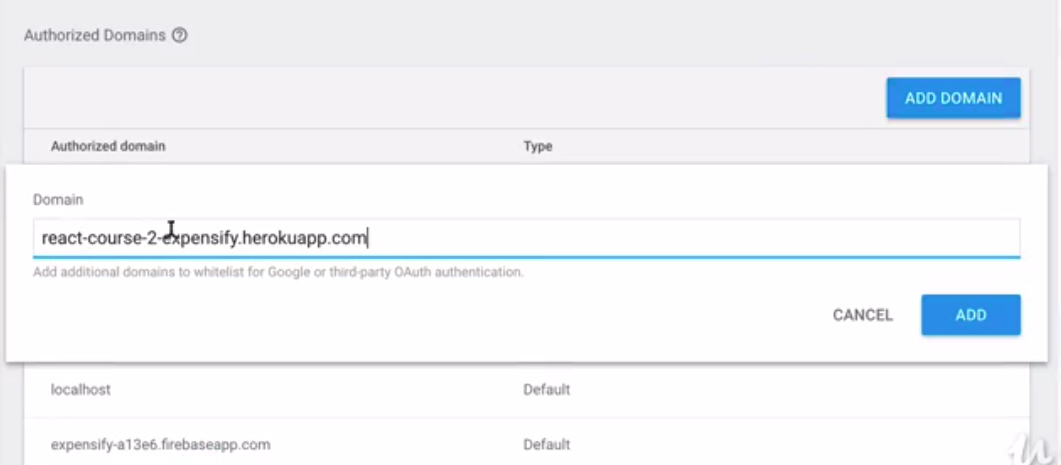 Authorized Domains
ADD DOMAIN
Authorized domain Type
Domain
react-course-2-expensify.herokuapp.com
Add additional domains to whitelist for Google or third-party OAuth authentication.
CANCEL ADD
localhost Default
expensify-a13e6.firebaseapp.com Default